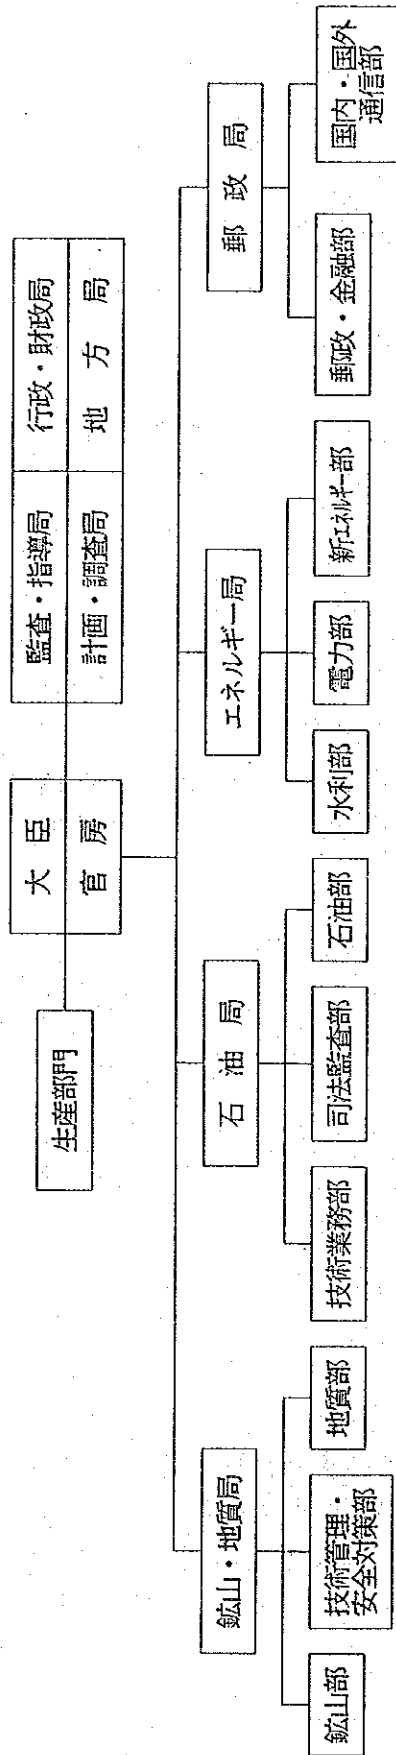 大臣
官房
監査・指導局
行政・財政局
計画・調査局
地方局
生産部門
鉱山・地質局
石油局
エネルギー局
郵政局
鉱山部
技術管理・
安全対策部
地質部
技術業務部
司法監査部
石油部
水利部
電力部
新エネルギー部
郵政・金融部
国内・国外
通信部